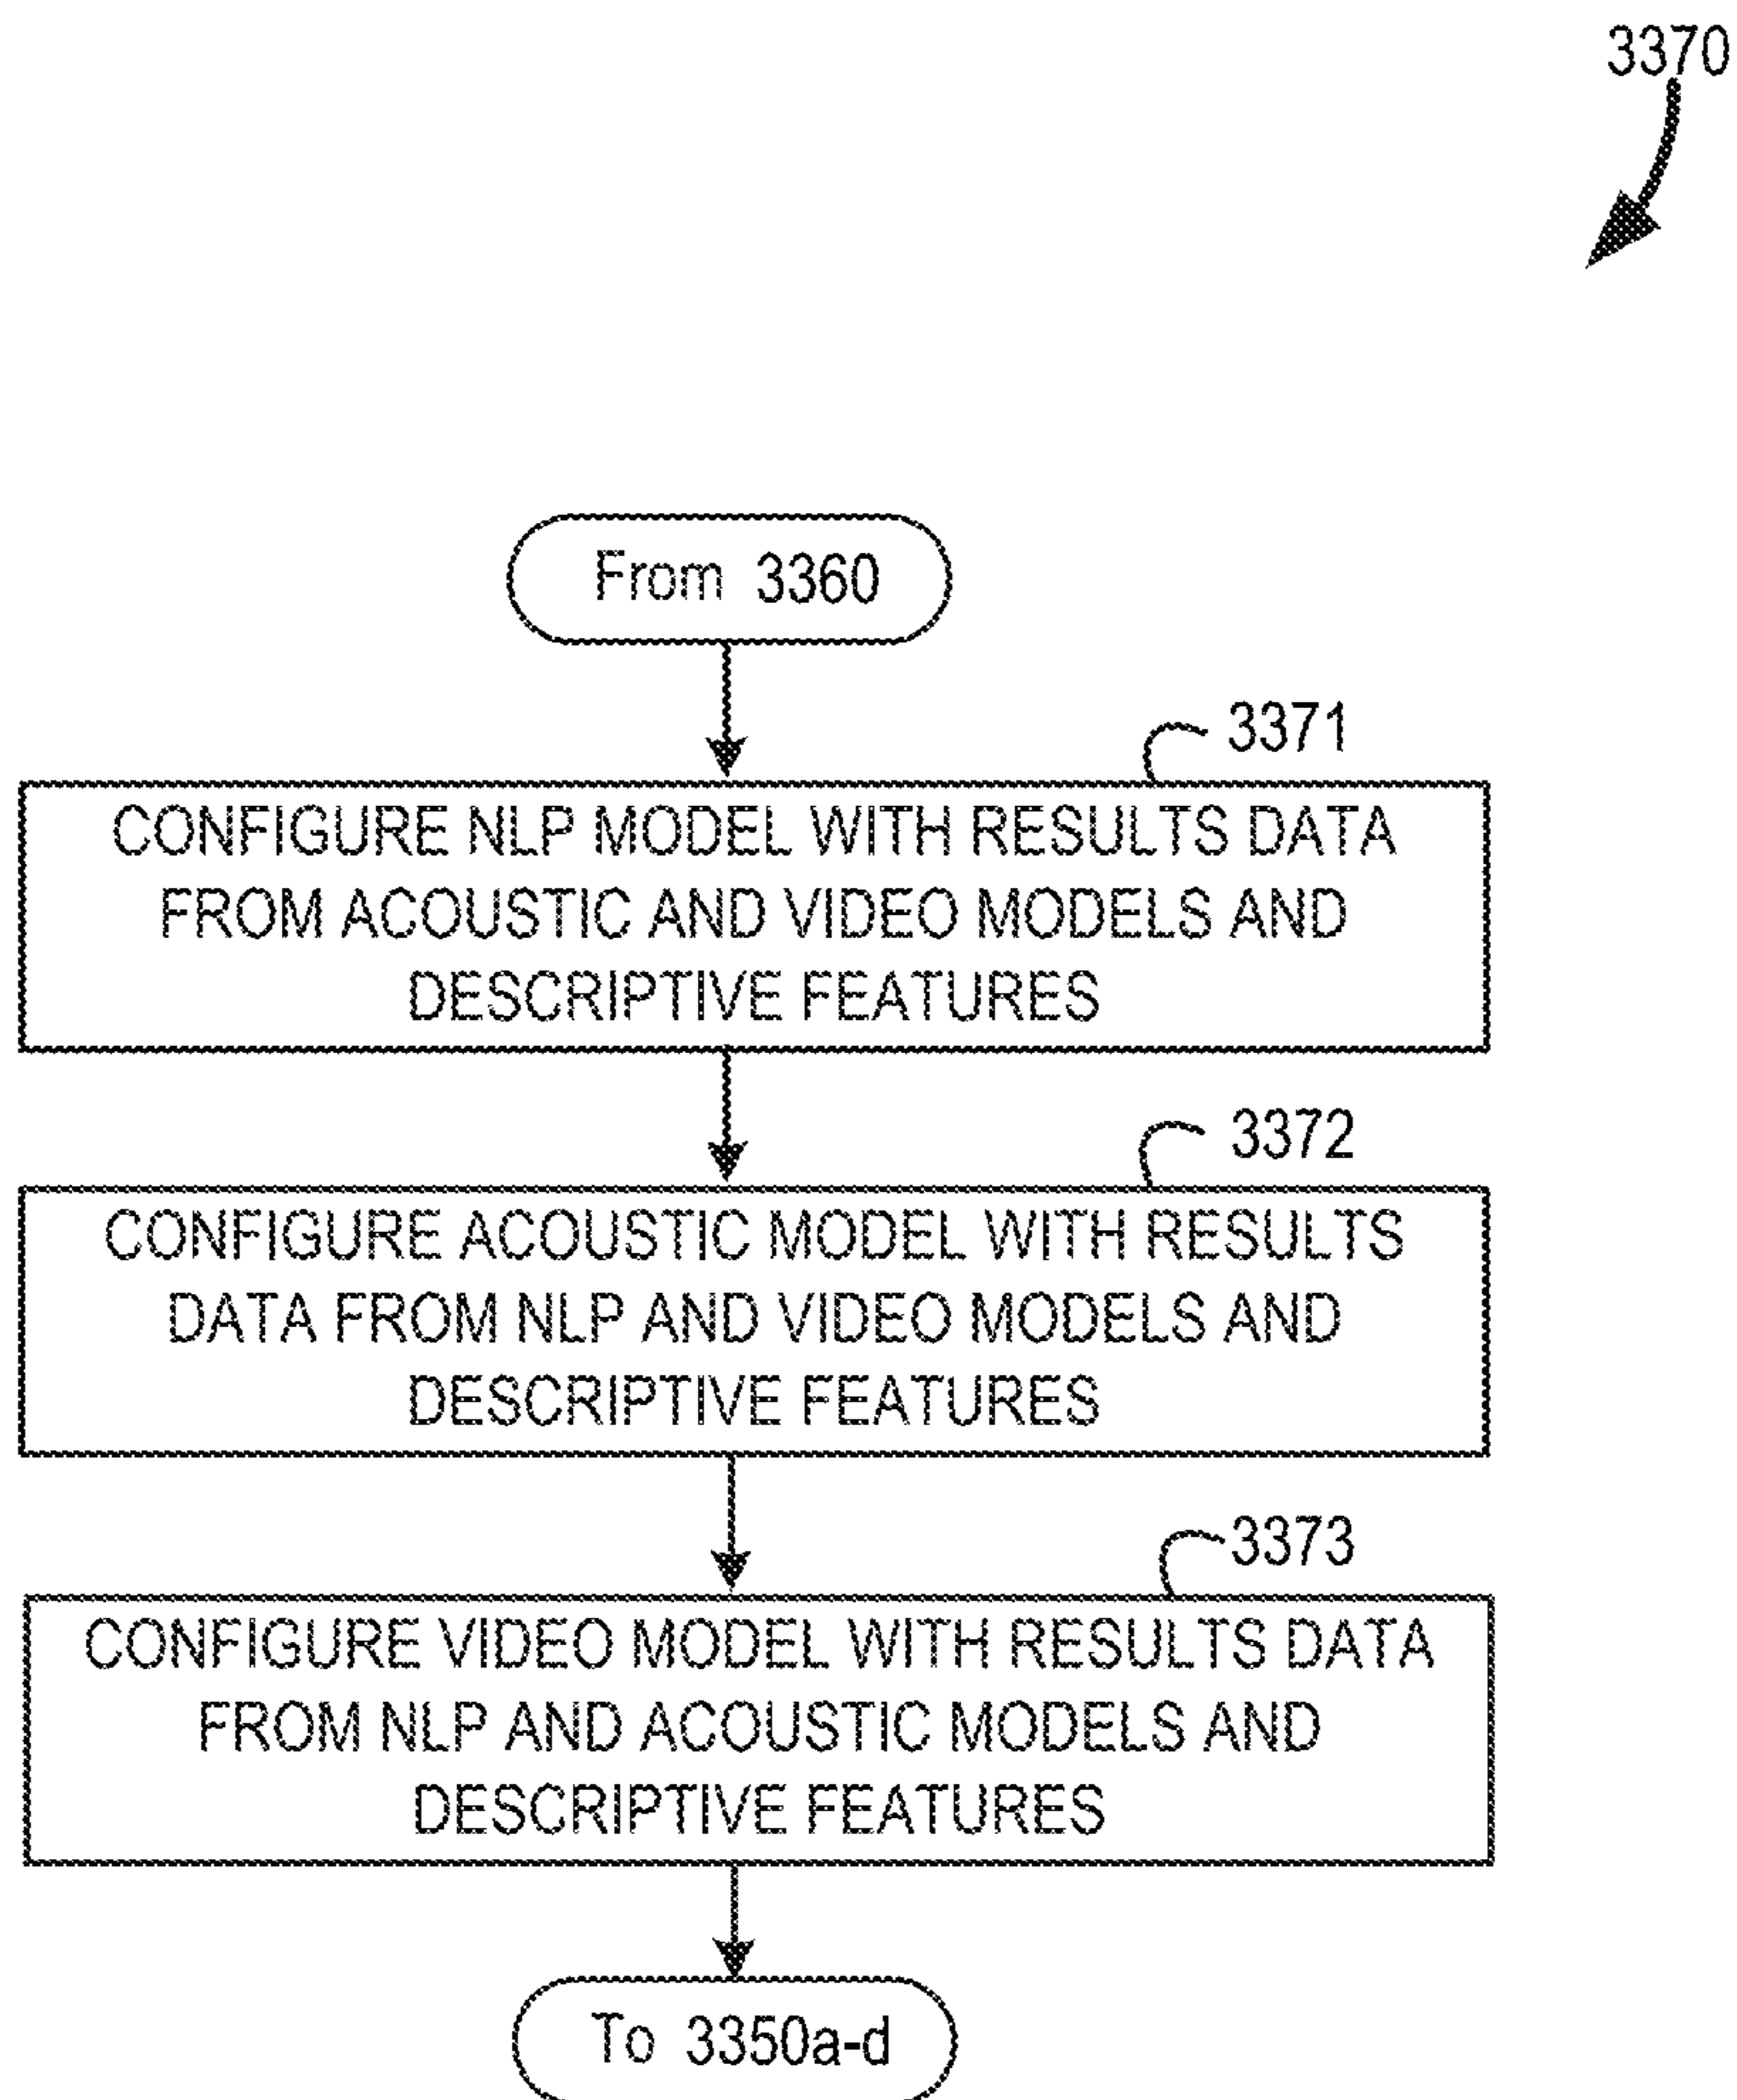 3370
From 3360
3371
CONFIGURE NLP MODEL WITH RESULTS DATA
FROM ACOUSTIC AND VIDEO MODELS AND
DESCRIPTIVE FEATURES
3372
CONFIGURE ACOUSTIC MODEL WITH RESULTS
DATA FROM NLP AND VIDEO MODELS AND
DESCRIPTIVE FEATURES
3373
CONFIGURE VIDEO MODEL WITH RESULTS DATA
FROM NLP AND ACOUSTIC MODELS AND
DESCRIPTIVE FEATURES
To 3350a-d